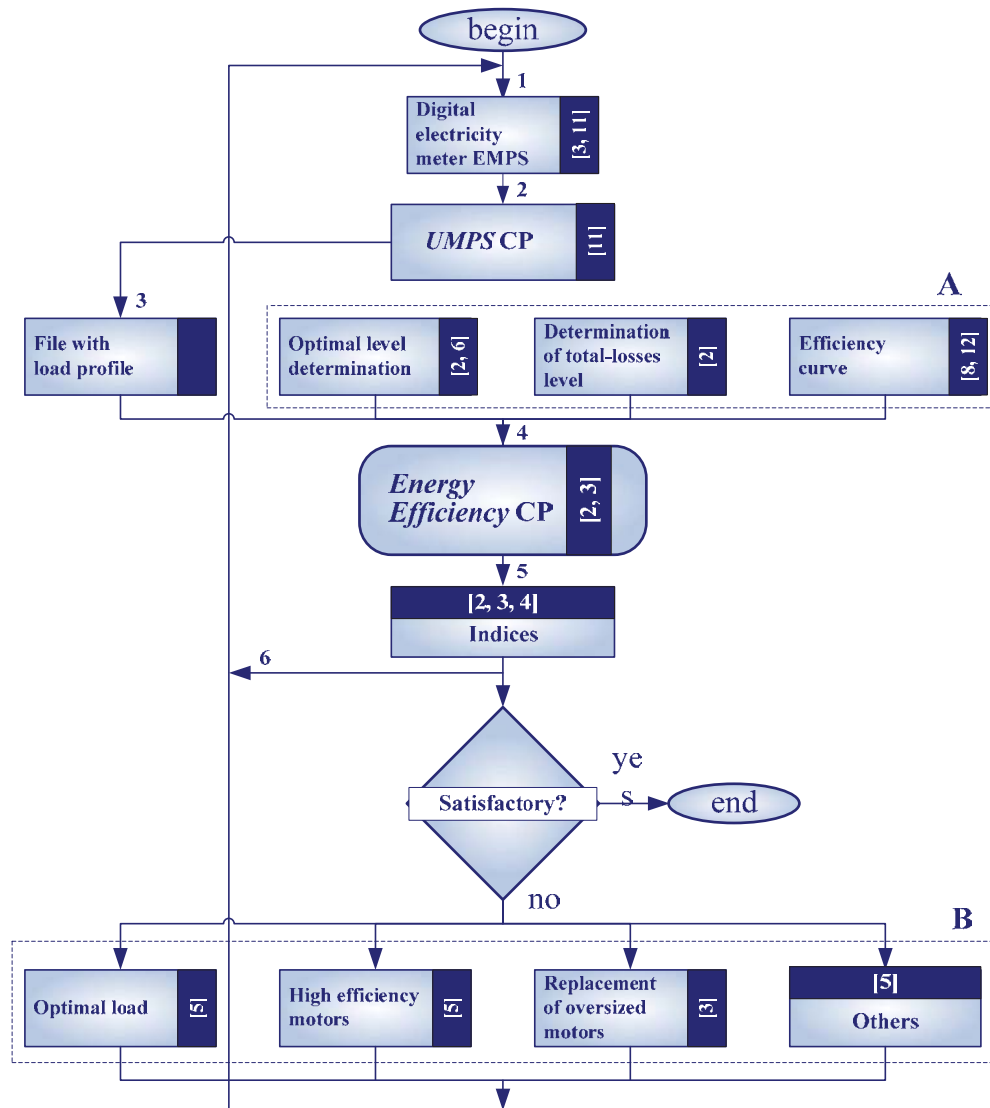 begin
1
Digital
electricity
meter EMPS
[3, 11]
2
UMPS CP
[11]
3
A
File with
load profile
Optimal level
determination
[2, 6]
Determination
of total-losses
level
[2]
Efficiency
curve
[8, 12]
4
Energy
Efficiency CP
[2, 3]
5
[2, 3, 4]
Indices
6
Satisfactory?
ye
s
end
no
B
Optimal load
[5]
High efficiency
motors
[5]
Replacement
of oversized
motors
[3]
[5]
Others